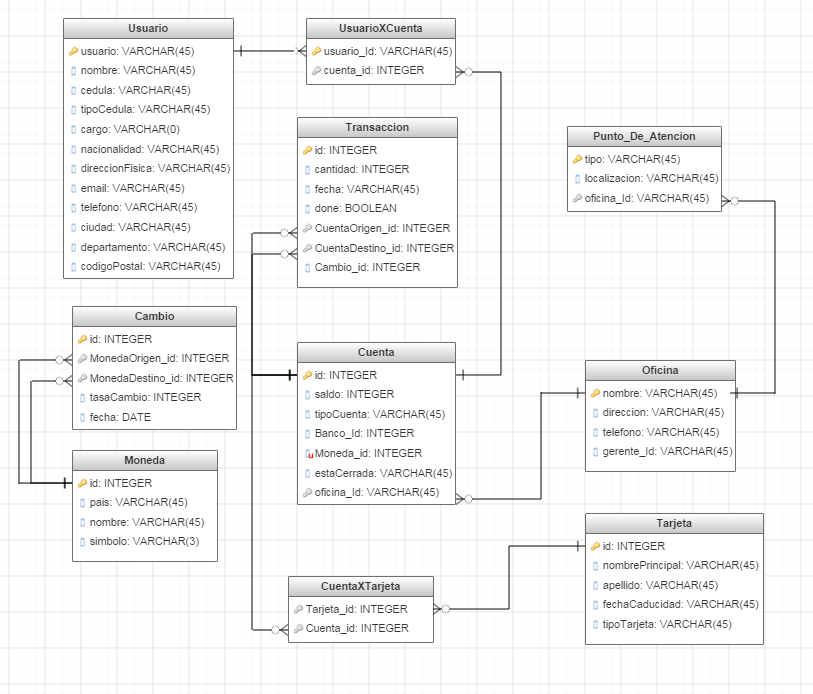 Usuario
usuario: VARCHAR(45)
nombre: VARCHAR(45)
cedula: VARCHAR(45)
tipoCedula: VARCHAR(45)
cargo: VARCHAR(0)
nacionalidad: VARCHAR(45)
direccionFisica: VARCHAR(45)
email: VARCHAR(45)
telefono: VARCHAR(45)
ciudad: VARCHAR(45)
departamento: VARCHAR(45)
codigoPostal: VARCHAR(45)
UsuarioXCuenta
usuario_Id: VARCHAR(45)
cuenta_id: INTEGER
Transaccion
id: INTEGER
cantidad: INTEGER
fecha: VARCHAR(45)
done: BOOLEAN
CuentaOrigen_id: INTEGER
CuentaDestino_id: INTEGER
Cambio_id: INTEGER
Punto_De_Atencion
tipo: VARCHAR(45)
localizacion: VARCHAR(45)
oficina_Id: VARCHAR(45)
Cambio
id: INTEGER
MonedaOrigen_id: INTEGER
MonedaDestino_id: INTEGER
tasaCambio: INTEGER
fecha: DATE
Cuenta
id: INTEGER
saldo: INTEGER
tipoCuenta: VARCHAR(45)
Banco_Id: INTEGER
Moneda_id: INTEGER
estaCerrada: VARCHAR(45)
oficina_Id: VARCHAR(45)
Oficina
nombre: VARCHAR(45)
direccion: VARCHAR(45)
telefono: VARCHAR(45)
gerente_Id: VARCHAR(45)
Moneda
id: INTEGER
pais: VARCHAR(45)
nombre: VARCHAR(45)
simbolo: VARCHAR(3)
CuentaXTarjeta
Tarjeta_id: INTEGER
Cuenta_id: INTEGER
Tarjeta
id: INTEGER
nombrePrincipal: VARCHAR(45)
apellido: VARCHAR(45)
fechaCaducidad: VARCHAR(45)
tipoTarjeta: VARCHAR(45)